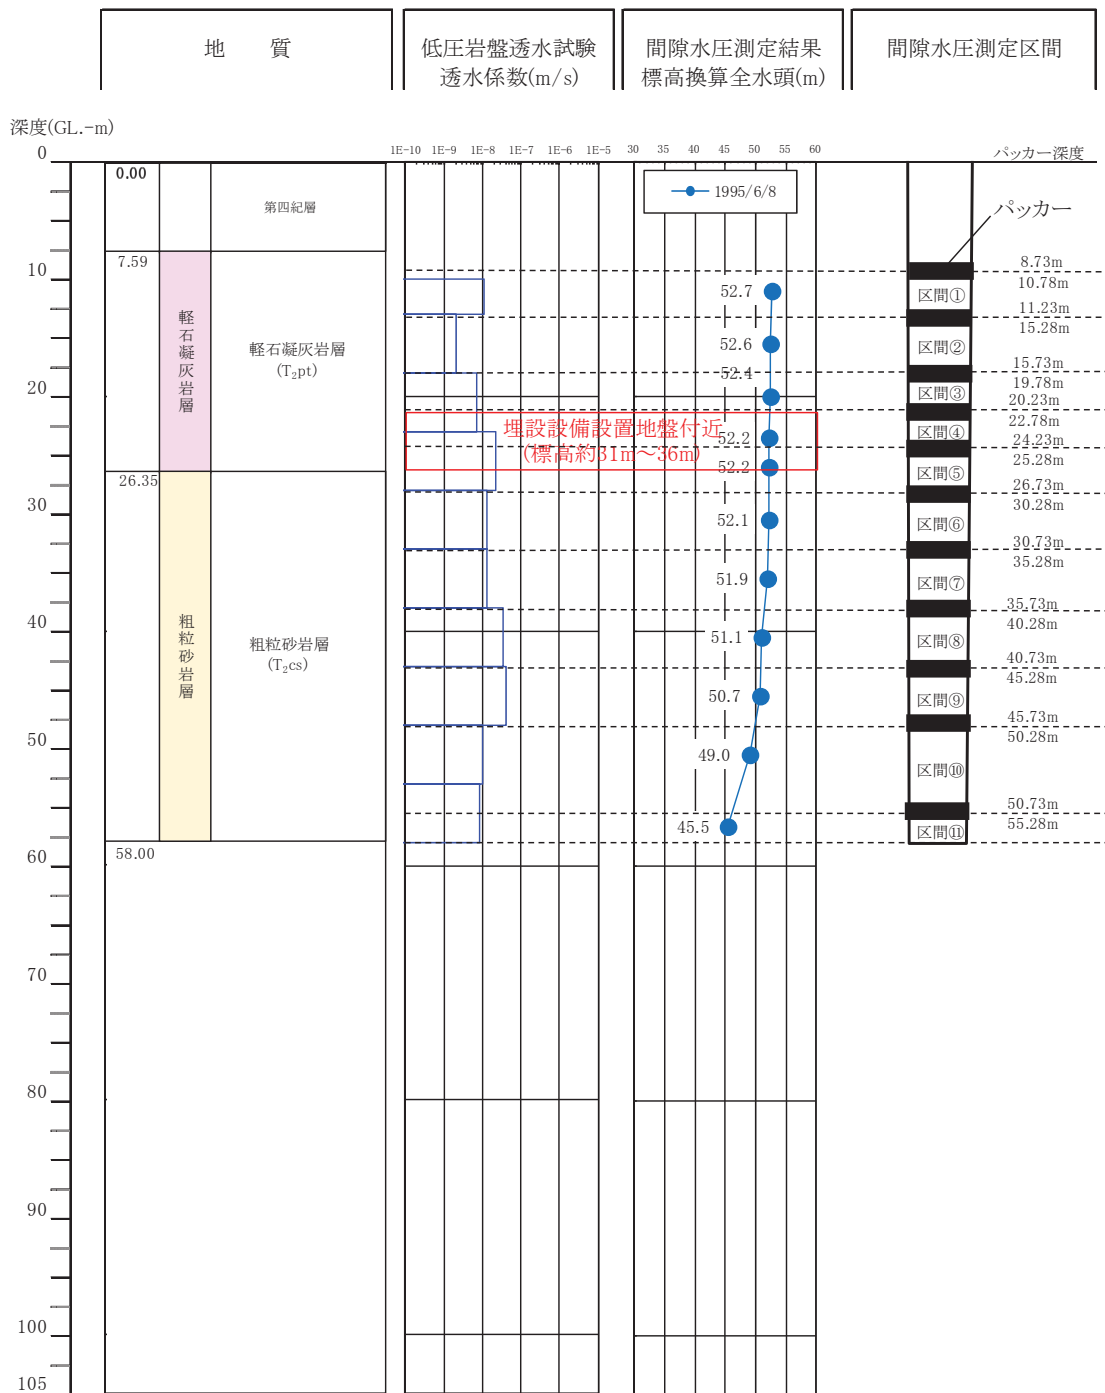 地 質
低圧岩盤透水試験
透水係数(m/s)
間隙水圧測定結果
標高換算全水頭(m)
間隙水圧測定区間
深度(GL.-m)
0
1E-10 1E-9 1E-8 1E-7 1E-6 1E-5
30 35 40 45 50 55 60
パッカー深度
0.00
第四紀層
1995/6/8
パッカー
7.59
8.73m
10
10.78m
52.7
区間①
11.23m
15.28m
軽石凝灰岩層
軽石凝灰岩層
(T₂pt)
52.6
区間②
15.73m
52.4
19.78m
20
区間③
20.23m
埋設設備設置地盤付近
(標高約31m～36m)
22.78m
52.2
区間④
24.23m
25.28m
52.2
区間⑤
26.35
26.73m
30.28m
30
52.1
区間⑥
30.73m
35.28m
51.9
区間⑦
35.73m
40
40.28m
粗粒砂岩層
粗粒砂岩層
(T₂cs)
51.1
区間⑧
40.73m
45.28m
50.7
区間⑨
45.73m
50
50.28m
49.0
区間⑩
50.73m
55.28m
45.5
区間⑪
60
58.00
70
80
90
100
105